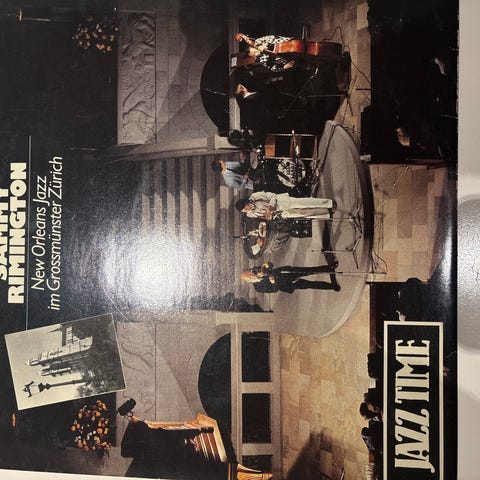 SAMMY
RIMINGTON
New Orleans Jazz
im Grossmünster Zürich
JAZZ TIME